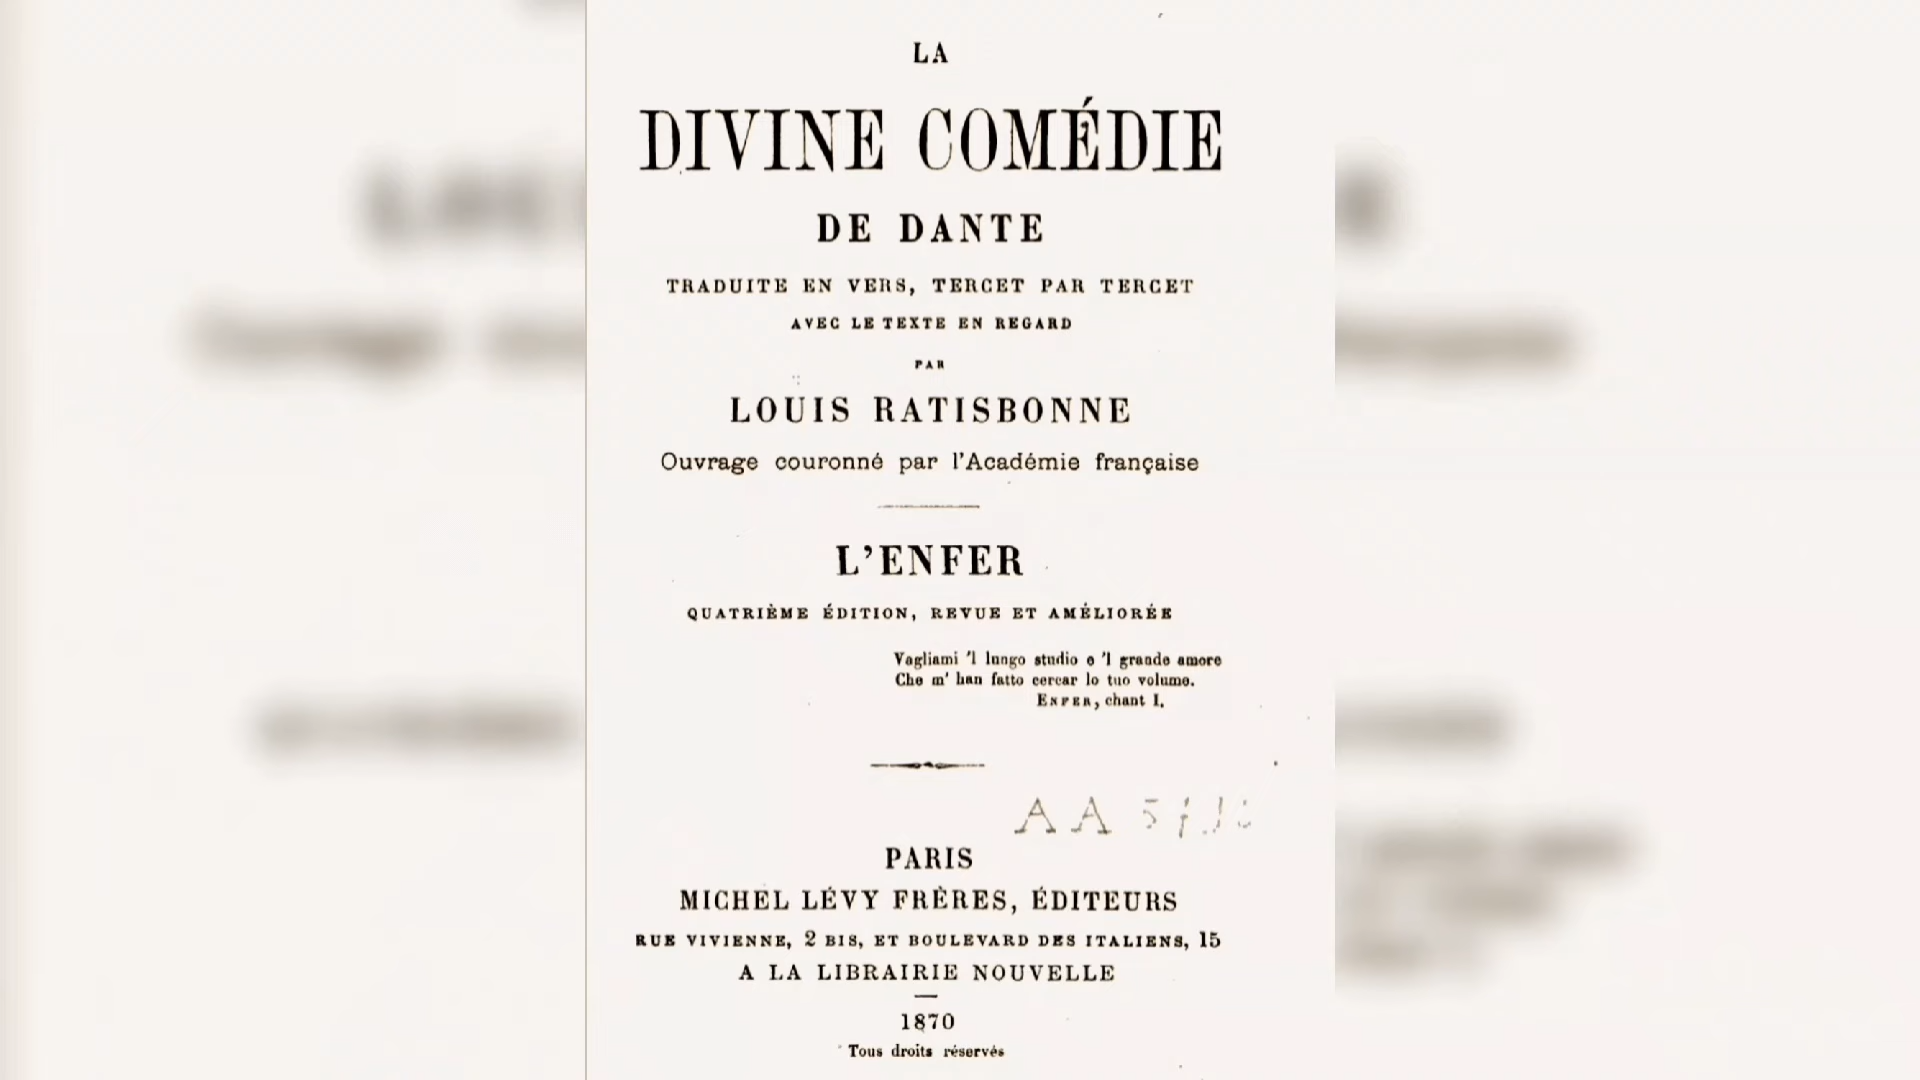 LA
DIVINE COMÉDIE
DE DANTE
TRADUITE EN VERS, TERCET PAR TERCET
AVEC LE TEXTE EN REGARD
PAR
LOUIS RATISBONNE
Ouvrage couronné par l'Académie française
L'ENFER
QUATRIÈME ÉDITION, REVUE ET AMÉLIORÉE
Vagliami 'l lungo studio e 'l grande amore
Che m' han fatto cercar lo tuo volume.
ENFER, chant I.
AA
PARIS
MICHEL LÉVY FRÈRES, ÉDITEURS
RUE VIVIENNE, 2 BIS, ET BOULEVARD DES ITALIENS, 15
A LA LIBRAIRIE NOUVELLE
1870
Tous droits réservés